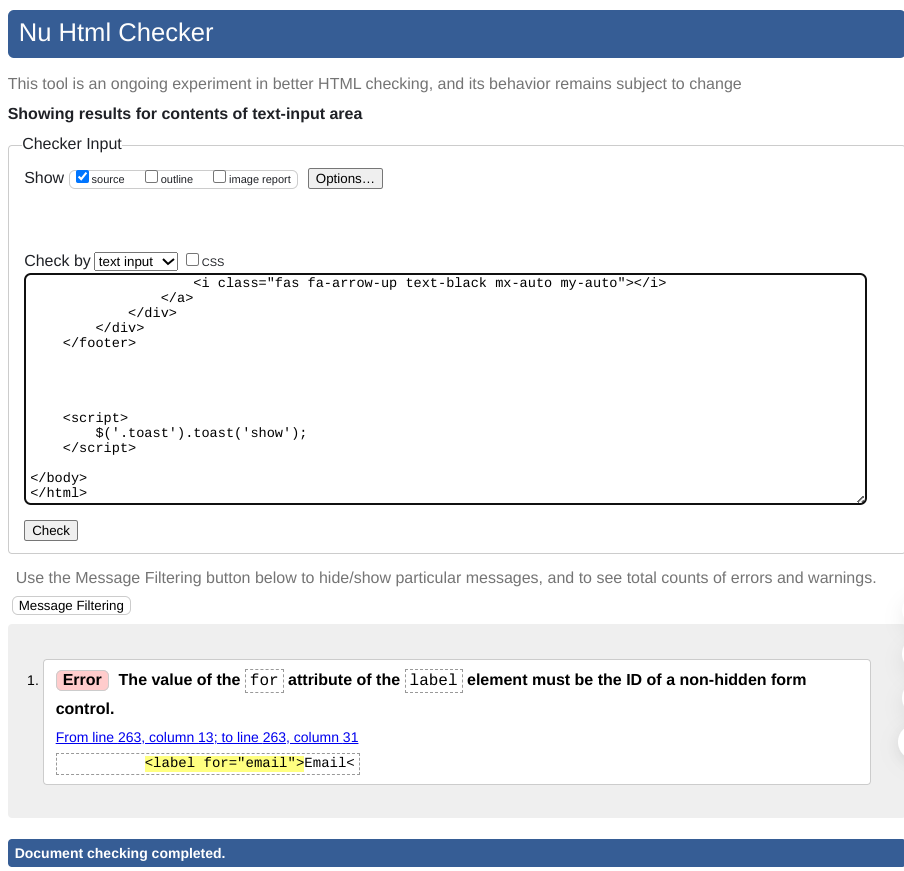 Nu Html Checker
This tool is an ongoing experiment in better HTML checking, and its behavior remains subject to change
Showing results for contents of text-input area
Checker Input
Show source outline image report Options…
Check by text input CSS
<i class="fas fa-arrow-up text-black mx-auto my-auto"></i>
</a>
</div>
</div>
</footer>
<script>
$('.toast').toast('show');
</script>
</body>
</html>
Check
Use the Message Filtering button below to hide/show particular messages, and to see total counts of errors and warnings.
Message Filtering
1. Error The value of the for attribute of the label element must be the ID of a non-hidden form
control.
From line 263, column 13; to line 263, column 31
<label for="email">Email<
Document checking completed.